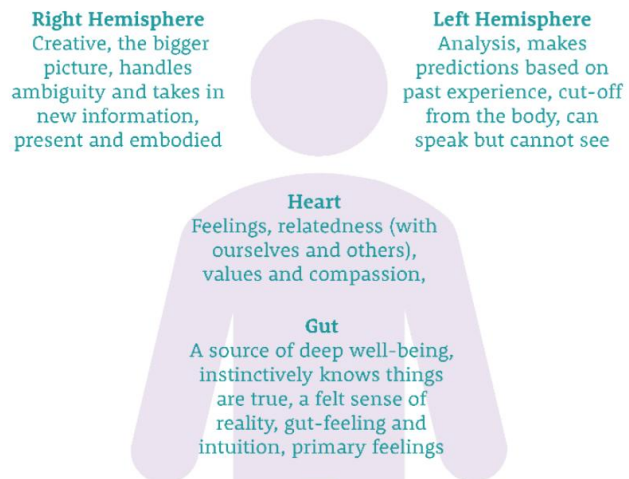 Right Hemisphere
Creative, the bigger
picture, handles
ambiguity and takes in
new information,
present and embodied
Left Hemisphere
Analysis, makes
predictions based on
past experience, cut-off
from the body, can
speak but cannot see
Heart
Feelings, relatedness (with
ourselves and others),
values and compassion,
Gut
A source of deep well-being,
instinctively knows things
are true, a felt sense of
reality, gut-feeling and
intuition, primary feelings